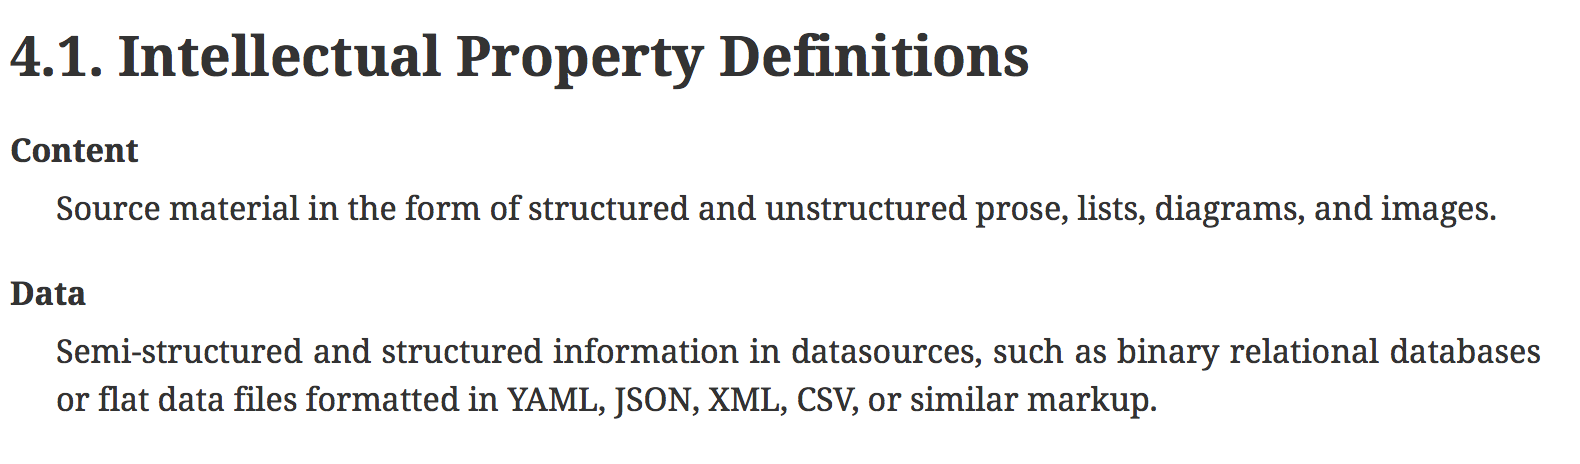 4.1. Intellectual Property Definitions
Content
Source material in the form of structured and unstructured prose, lists, diagrams, and images.
Data
Semi-structured and structured information in datasources, such as binary relational databases
or flat data files formatted in YAML, JSON, XML, CSV, or similar markup.